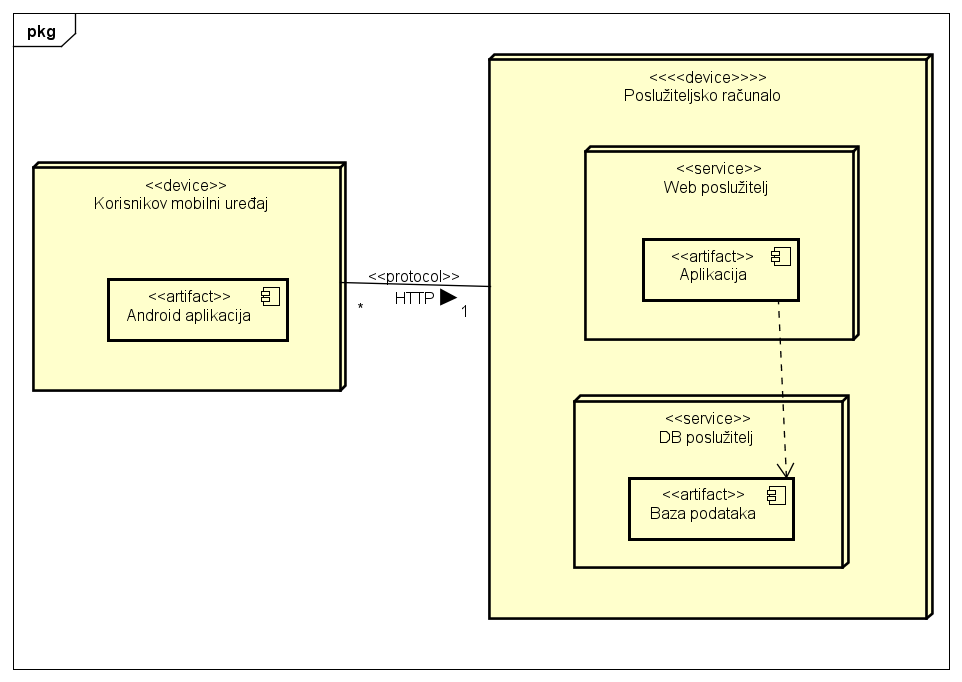 pkg
<<device>>
Korisnikov mobilni uređaj
<<artifact>>
Android aplikacija
<<protocol>>
HTTP
*
1
<<<<device>>>>
Poslužiteljsko računalo
<<service>>
Web poslužitelj
<<artifact>>
Aplikacija
<<service>>
DB poslužitelj
<<artifact>>
Baza podataka